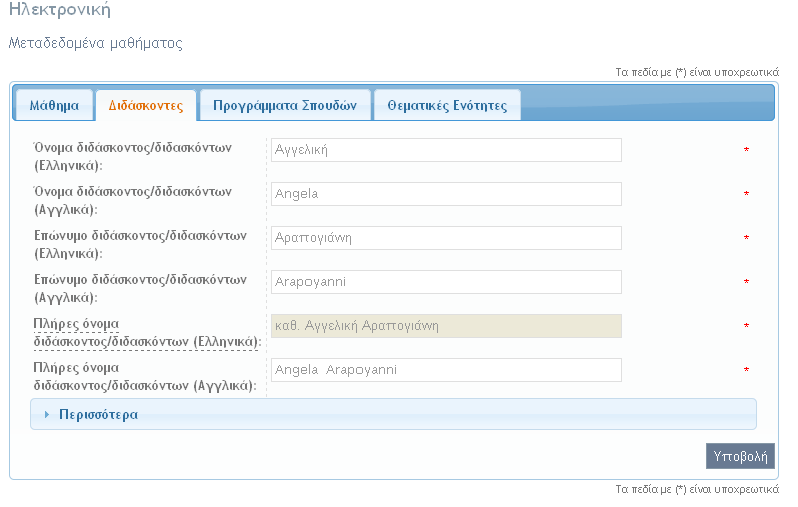 Ηλεκτρονική
Μεταδεδομένα μαθήματος
Τα πεδία με (*) είναι υποχρεωτικά
Μάθημα Διδάσκοντες Προγράμματα Σπουδών Θεματικές Ενότητες
Όνομα διδάσκοντος/διδασκόντων
(Ελληνικά):
Αγγελική *
Όνομα διδάσκοντος/διδασκόντων
(Αγγλικά):
Angela *
Επώνυμο διδάσκοντος/διδασκόντων
(Ελληνικά):
Αραπογιάννη *
Επώνυμο διδάσκοντος/διδασκόντων
(Αγγλικά):
Arapoyanni *
Πλήρες όνομα
διδάσκοντος/διδασκόντων (Ελληνικά):
καθ. Αγγελική Αραπογιάννη *
Πλήρες όνομα
διδάσκοντος/διδασκόντων (Αγγλικά):
Angela Arapoyanni *
Περισσότερα
Υποβολή
Τα πεδία με (*) είναι υποχρεωτικά